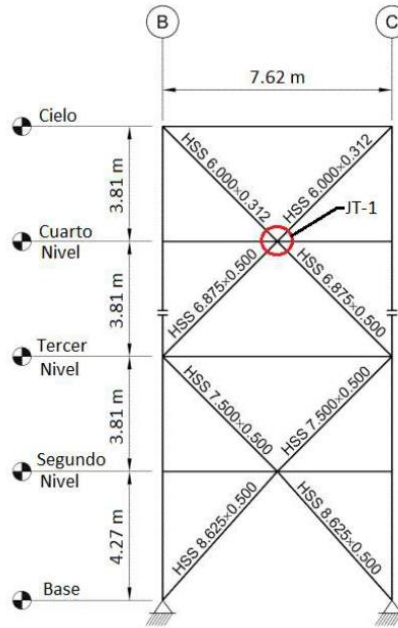 B
C
7.62 m
Cielo
HSS 6.000×0.312
HSS 6.000×0.312
3.81 m
JT-1
Cuarto
Nivel
HSS 6.875×0.500
HSS 6.875×0.500
3.81 m
Tercer
Nivel
HSS 7.500×0.500
HSS 7.500×0.500
3.81 m
Segundo
Nivel
HSS 8.625×0.500
HSS 8.625×0.500
4.27 m
Base